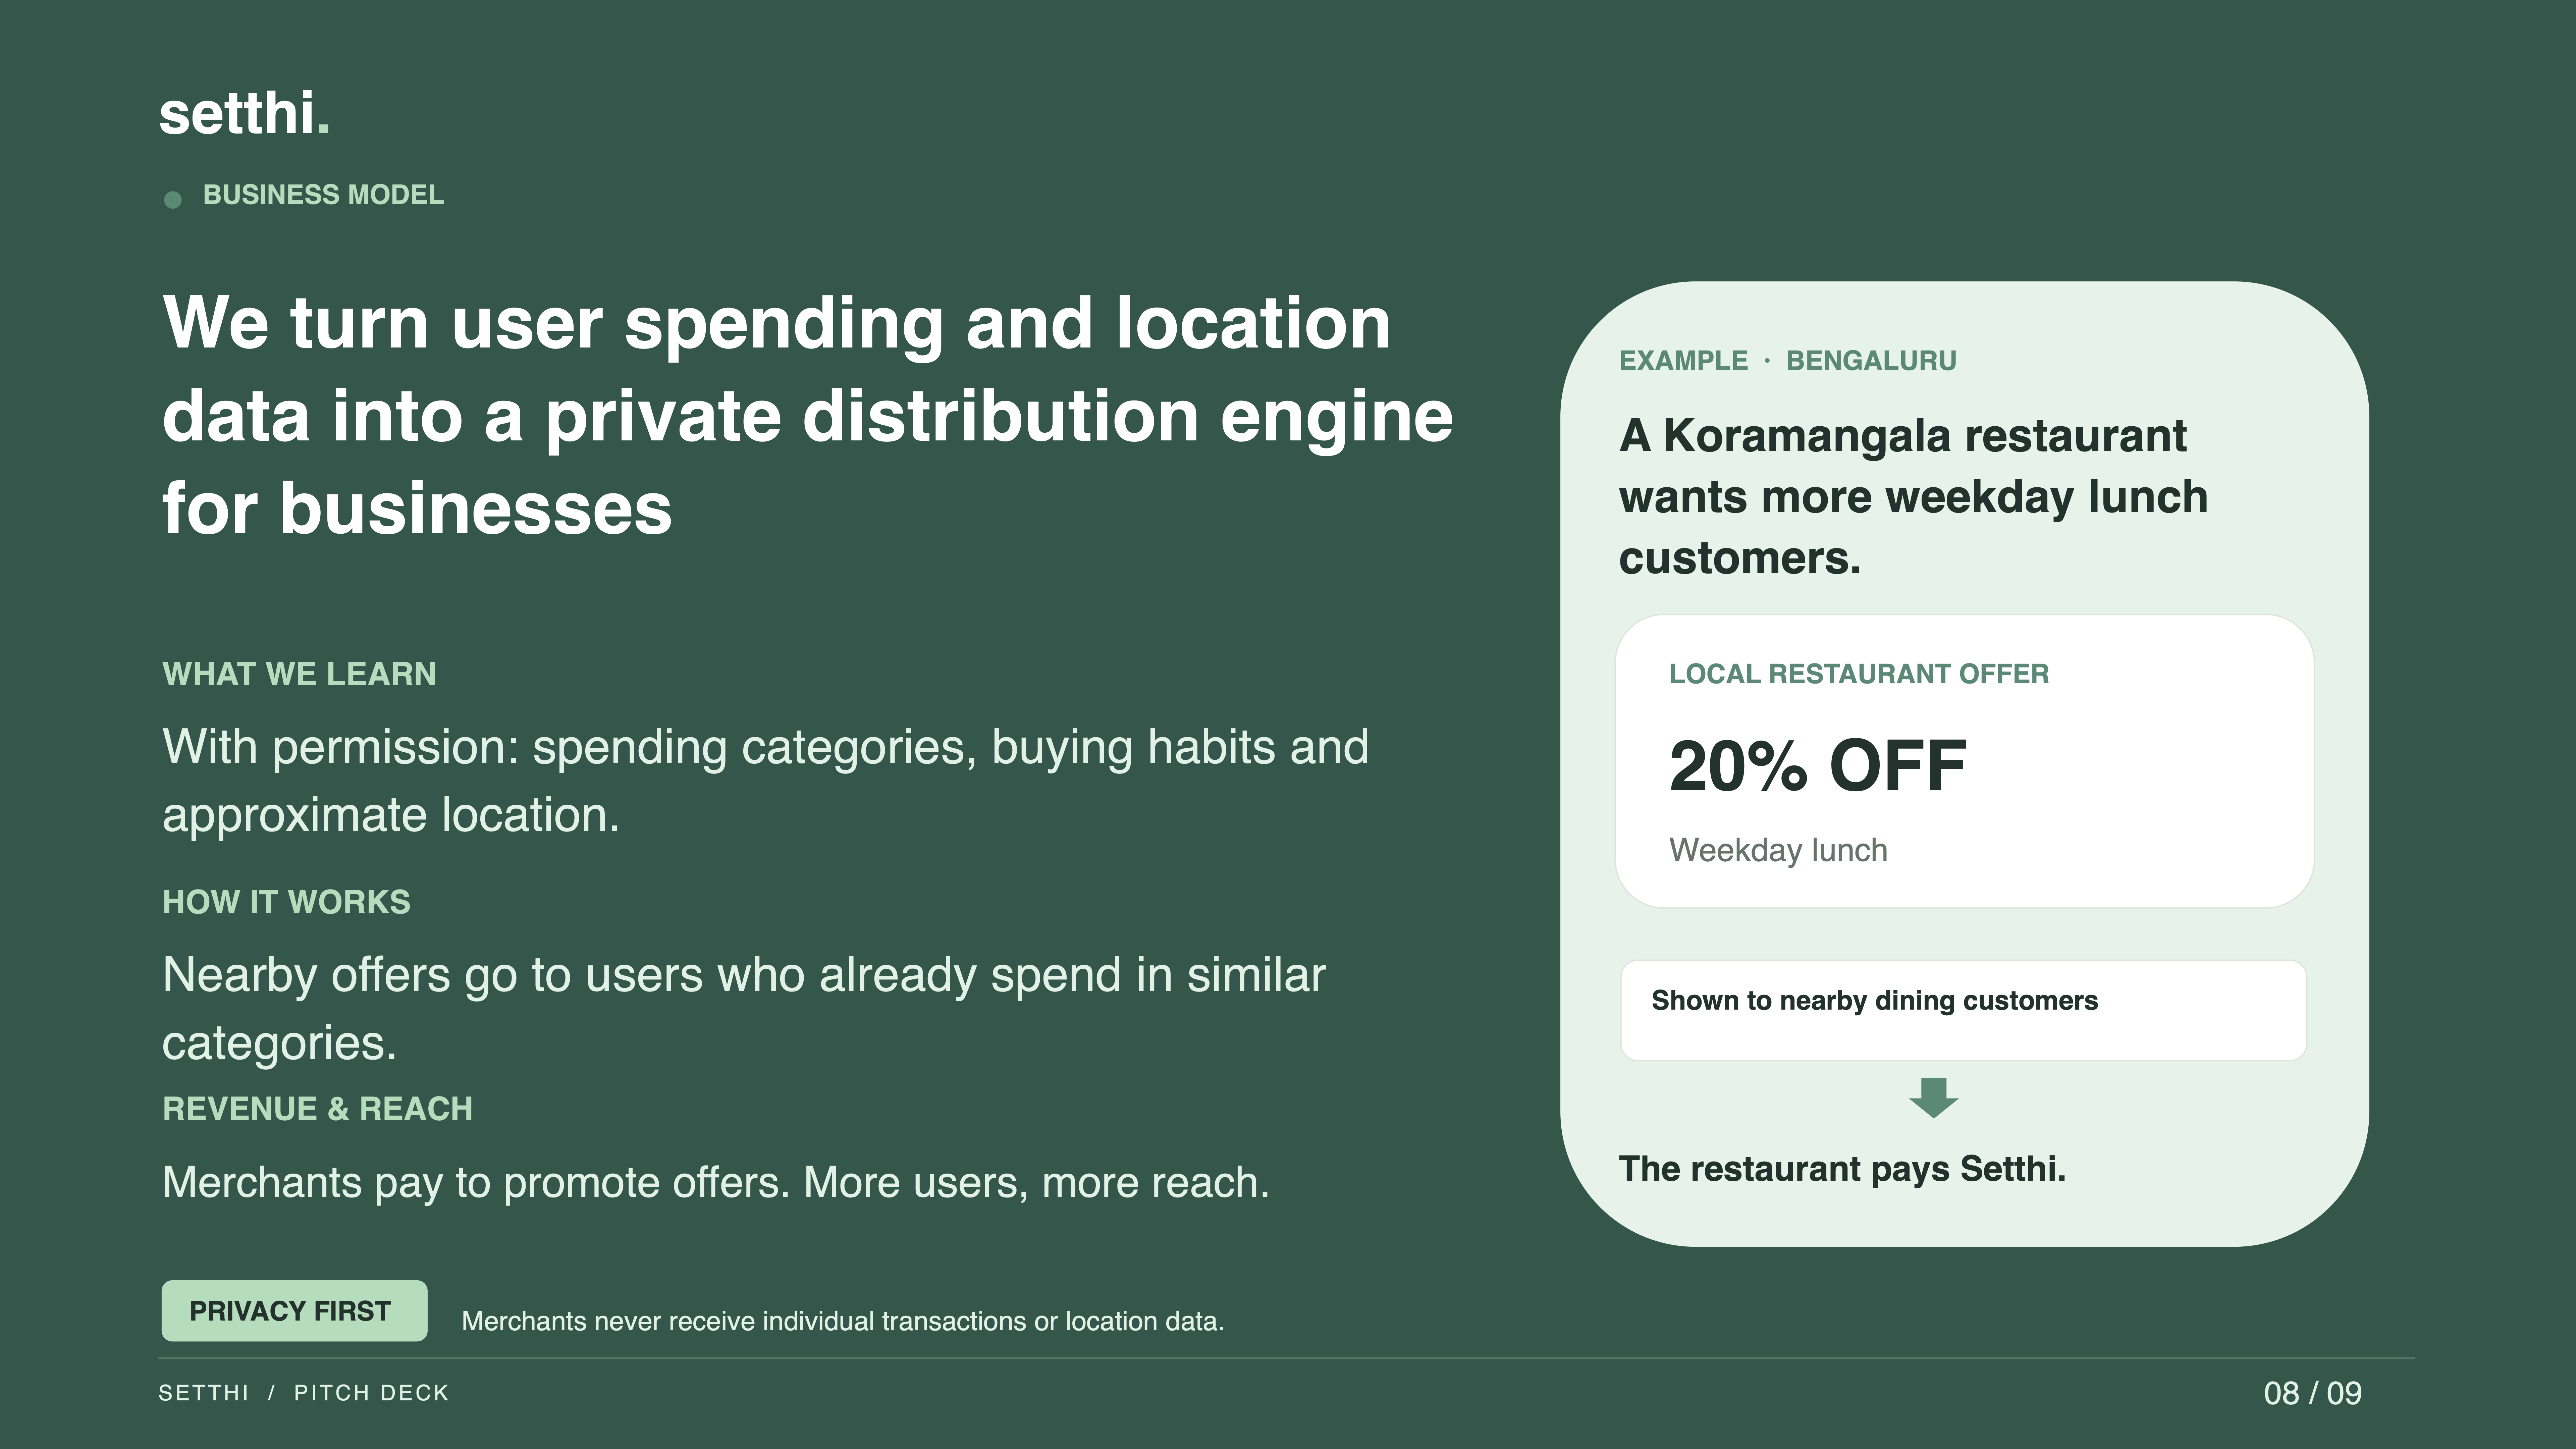 setthi.
BUSINESS MODEL
We turn user spending and location
data into a private distribution engine
for businesses
WHAT WE LEARN
With permission: spending categories, buying habits and
approximate location.
HOW IT WORKS
Nearby offers go to users who already spend in similar
categories.
REVENUE & REACH
Merchants pay to promote offers. More users, more reach.
PRIVACY FIRST
Merchants never receive individual transactions or location data.
EXAMPLE · BENGALURU
A Koramangala restaurant
wants more weekday lunch
customers.
LOCAL RESTAURANT OFFER
20% OFF
Weekday lunch
Shown to nearby dining customers
The restaurant pays Setthi.
SETTHI / PITCH DECK
08 / 09